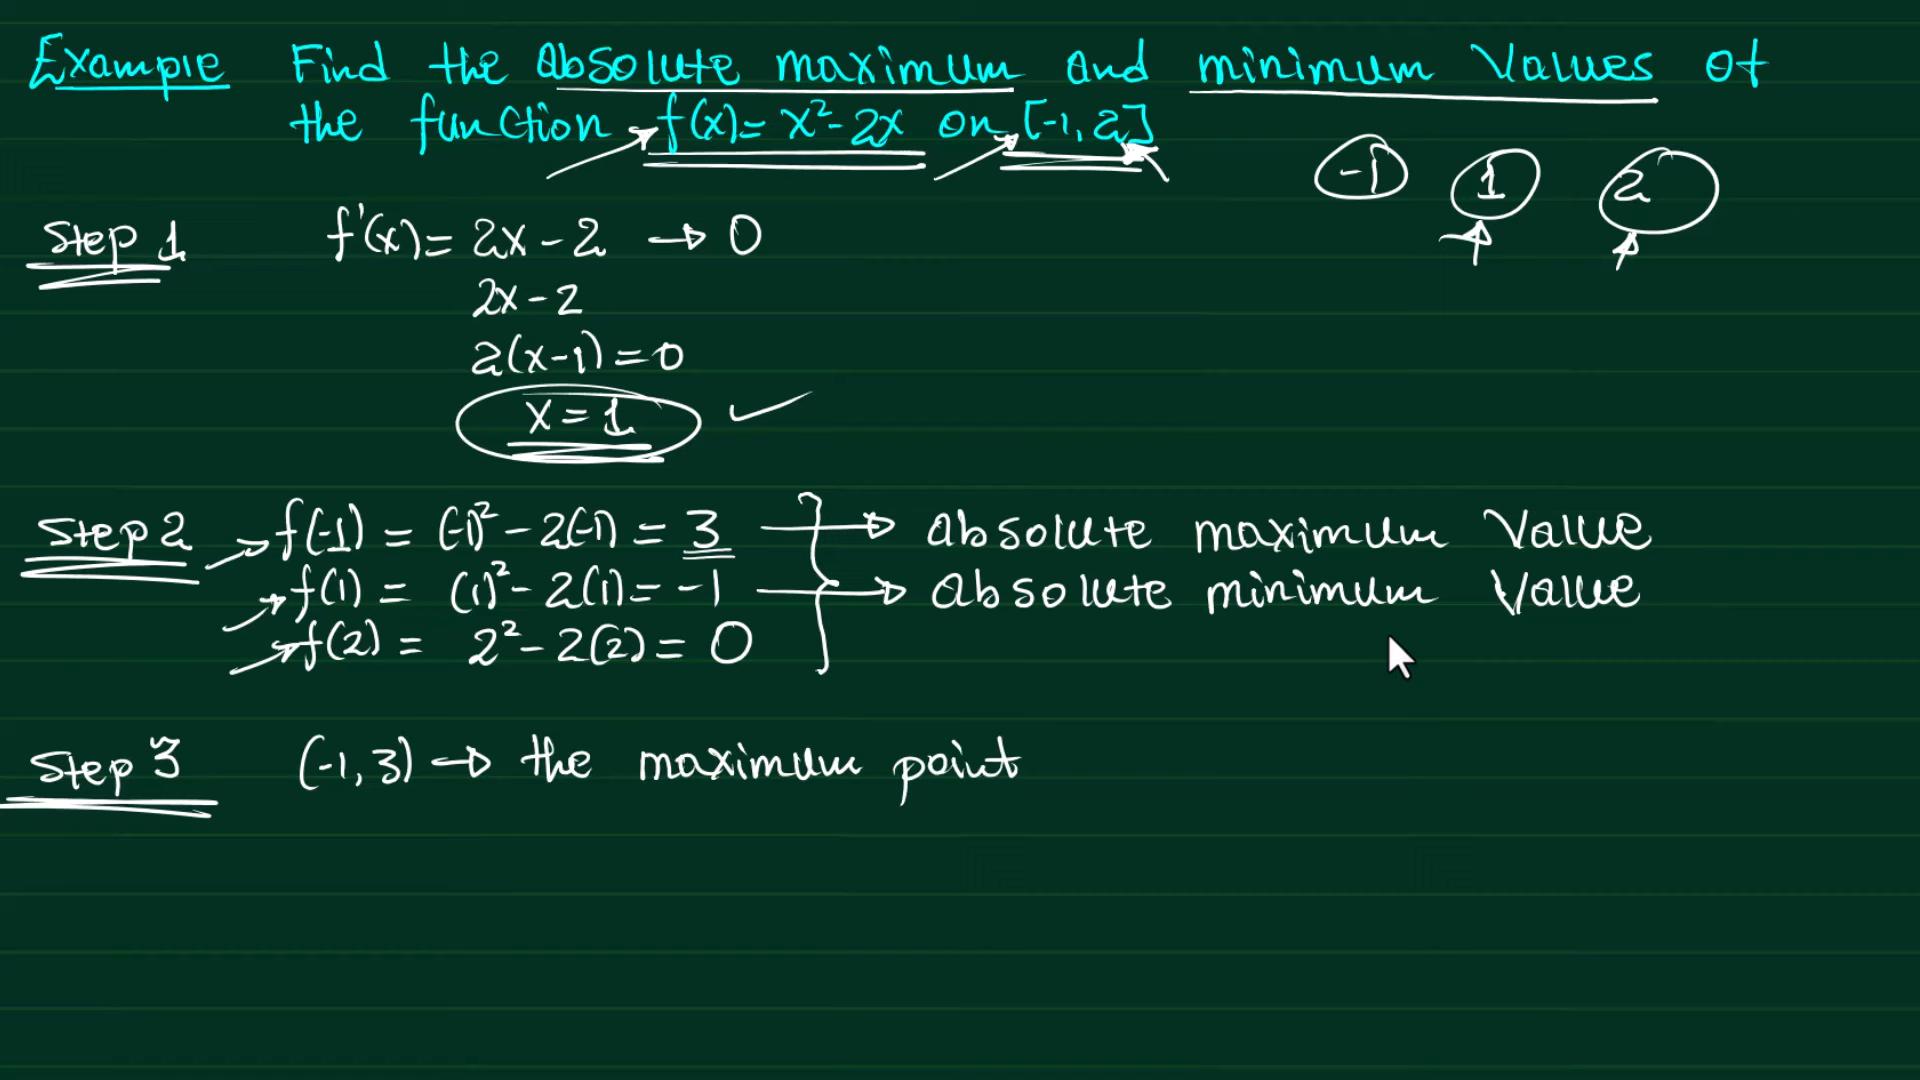 Example Find the absolute maximum and minimum values of
the function f(x)= x²-2x on [-1,2]
-1 1 2
Step 1 f'(x)= 2x-2 → 0
2x-2
2(x-1)=0
x=1 ✓
Step 2 f(-1) = (-1)²-2(-1) = 3 → absolute maximum value
f(1) = (1)²-2(1)= -1 → absolute minimum value
f(2) = 2²-2(2)= 0
Step 3 (-1,3) → the maximum point